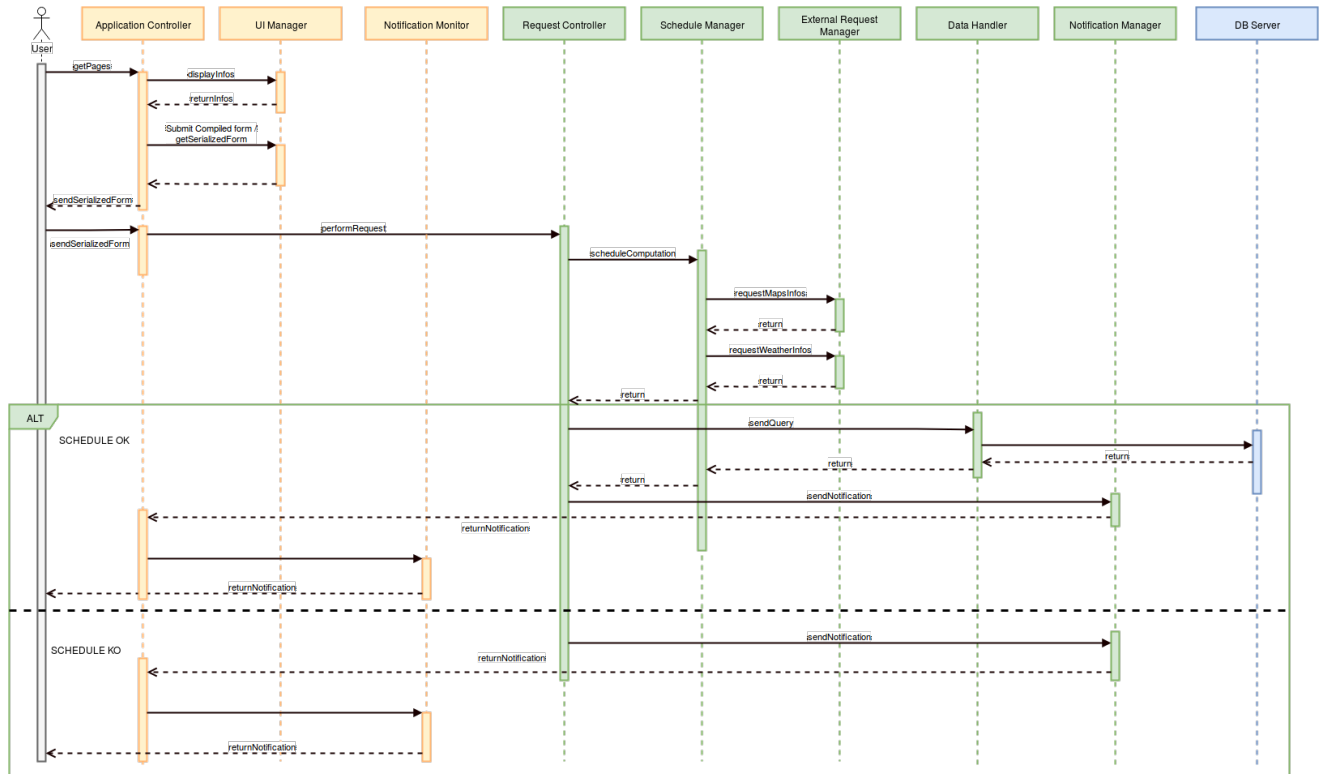 Application Controller
UI Manager
Notification Monitor
Request Controller
Schedule Manager
External Request
Manager
Data Handler
Notification Manager
DB Server
User
getPages
displayInfos
returnInfos
Submit Compiled form /
getSerializedForm
sendSerializedForm
sendSerializedForm
performRequest
scheduleComputation
requestMapsInfos
return
requestWeatherInfos
return
return
ALT
SCHEDULE OK
sendQuery
return
return
return
sendNotification
returnNotification
returnNotification
SCHEDULE KO
sendNotification
returnNotification
returnNotification